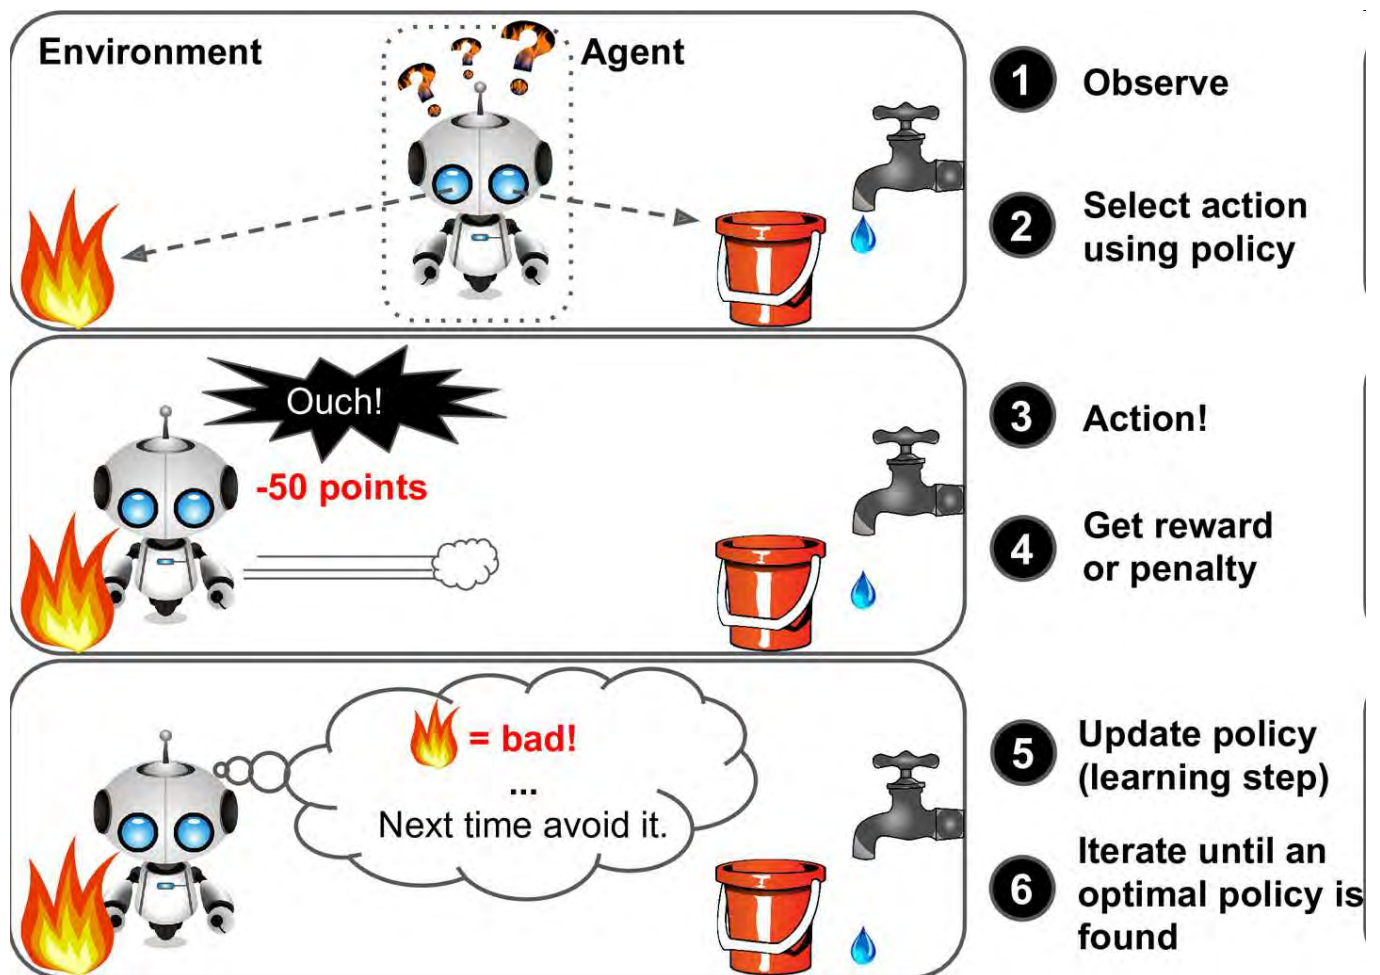 Environment
Agent
1 Observe
2 Select action
using policy
Ouch!
-50 points
3 Action!
4 Get reward
or penalty
= bad!
...
Next time avoid it.
5 Update policy
(learning step)
6 Iterate until an
optimal policy is
found